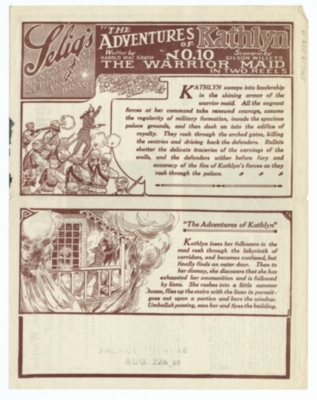 Selig's
"THE
ADVENTURES
OF
Kathlyn
Written by
HAROLD MAC GRATH
No.10
Scenario by
GILSON WILLETS
THE WARRIOR MAID
IN TWO REELS
KATHLYN sweeps into leadership
in the shining armor of the
warrior maid. All the vagrant
forces at her command take renewed courage, assume
the regularity of military formation, invade the spacious
palace grounds, and then dash up into the edifice of
royalty. They rush through the arched gates, killing
the sentries and driving back the defenders. Bullets
shatter the delicate traceries of the carvings of the
walls, and the defenders wither before fury and
accuracy of the fire of Kathlyn's forces as they
rush through the palace.
"The Adventures of Kathlyn"
Kathlyn loses her followers in the
mad rush through the labyrinth of
corridors, and becomes confused, but
finally finds an outer door. Then to
her dismay, she discovers that she has
exhausted her ammunition and is followed
by lions. She rushes into a little summer
house, flies up the stairs with the lions in pursuit—
goes out upon a portico and bars the window.
Umballah passing, sees her and fires the building.
AUG. 22